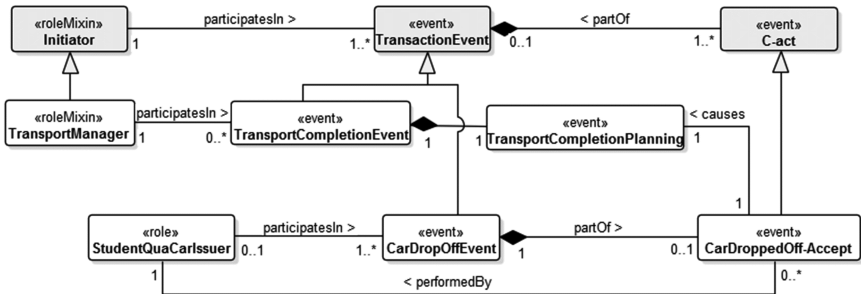 «roleMixin»
Initiator
participatesIn >
1
1..*
«event»
TransactionEvent
< partOf
0..1
1..*
«event»
C-act
«roleMixin»
TransportManager
participatesIn >
1
0..*
«event»
TransportCompletionEvent
1
1
«event»
TransportCompletionPlanning
< causes
1
1
«role»
StudentQuaCarIssuer
participatesIn >
0..1
1..*
«event»
CarDropOffEvent
partOf >
1
0..1
«event»
CarDroppedOff-Accept
1
< performedBy
0..*